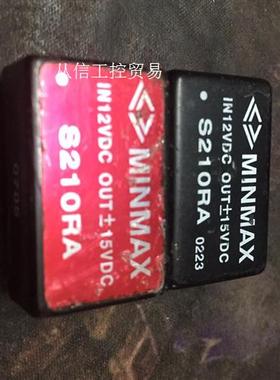 从信工控贸易
MINMAX
IN12VDC OUT±15VDC
S210RA
MINMAX
IN12VDC OUT±15VDC
S210RA
0223